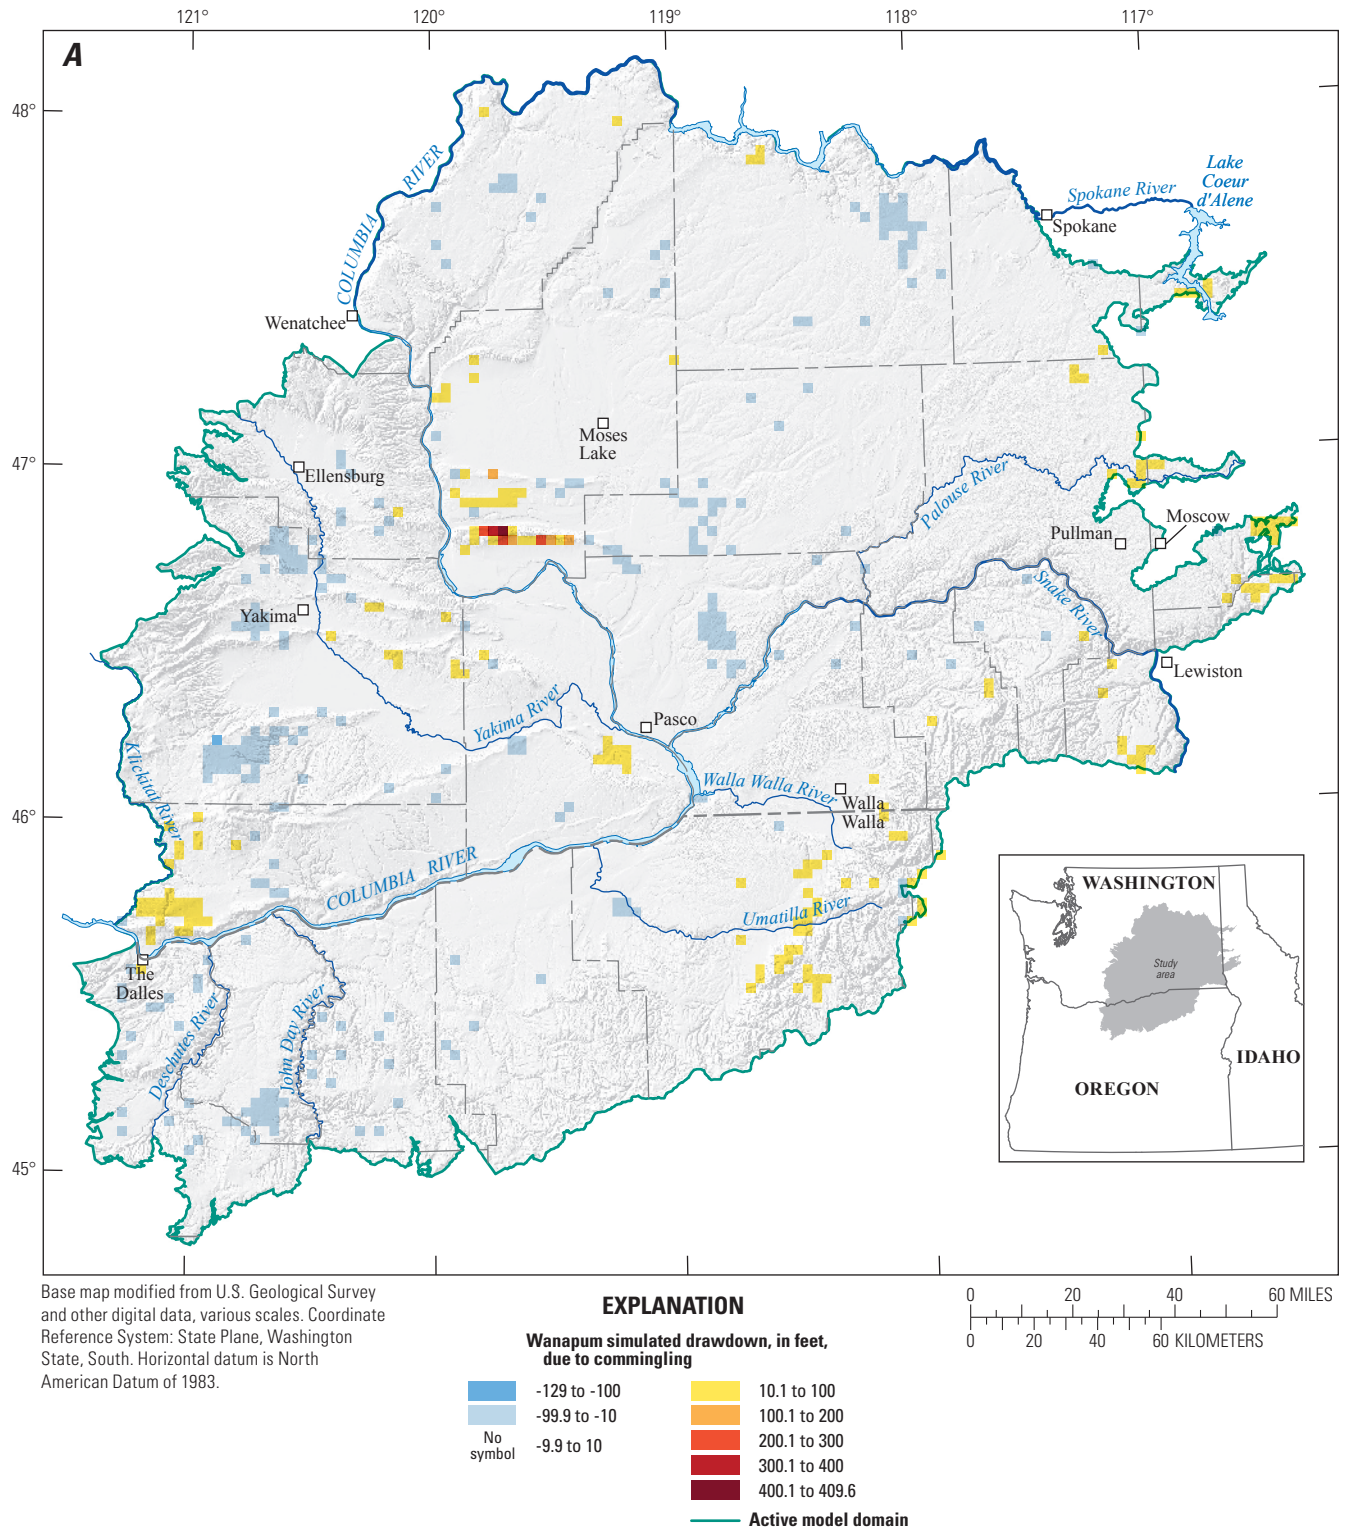 121°
120°
119°
118°
117°
A
48°
47°
46°
45°
COLUMBIA RIVER
Lake
Coeur
d'Alene
Spokane River
Spokane
Wenatchee
Moses
Lake
Ellensburg
Palouse River
Pullman
Moscow
Snake River
Yakima
Lewiston
Yakima River
Pasco
Klickitat River
Walla Walla River
Walla
Walla
COLUMBIA RIVER
Umatilla River
The
Dalles
Deschutes River
John Day River
WASHINGTON
Study
area
IDAHO
OREGON
Base map modified from U.S. Geological Survey
and other digital data, various scales. Coordinate
Reference System: State Plane, Washington
State, South. Horizontal datum is North
American Datum of 1983.
EXPLANATION
Wanapum simulated drawdown, in feet,
due to commingling
-129 to -100
-99.9 to -10
No
symbol
-9.9 to 10
10.1 to 100
100.1 to 200
200.1 to 300
300.1 to 400
400.1 to 409.6
Active model domain
0 20 40 60 MILES
0 20 40 60 KILOMETERS